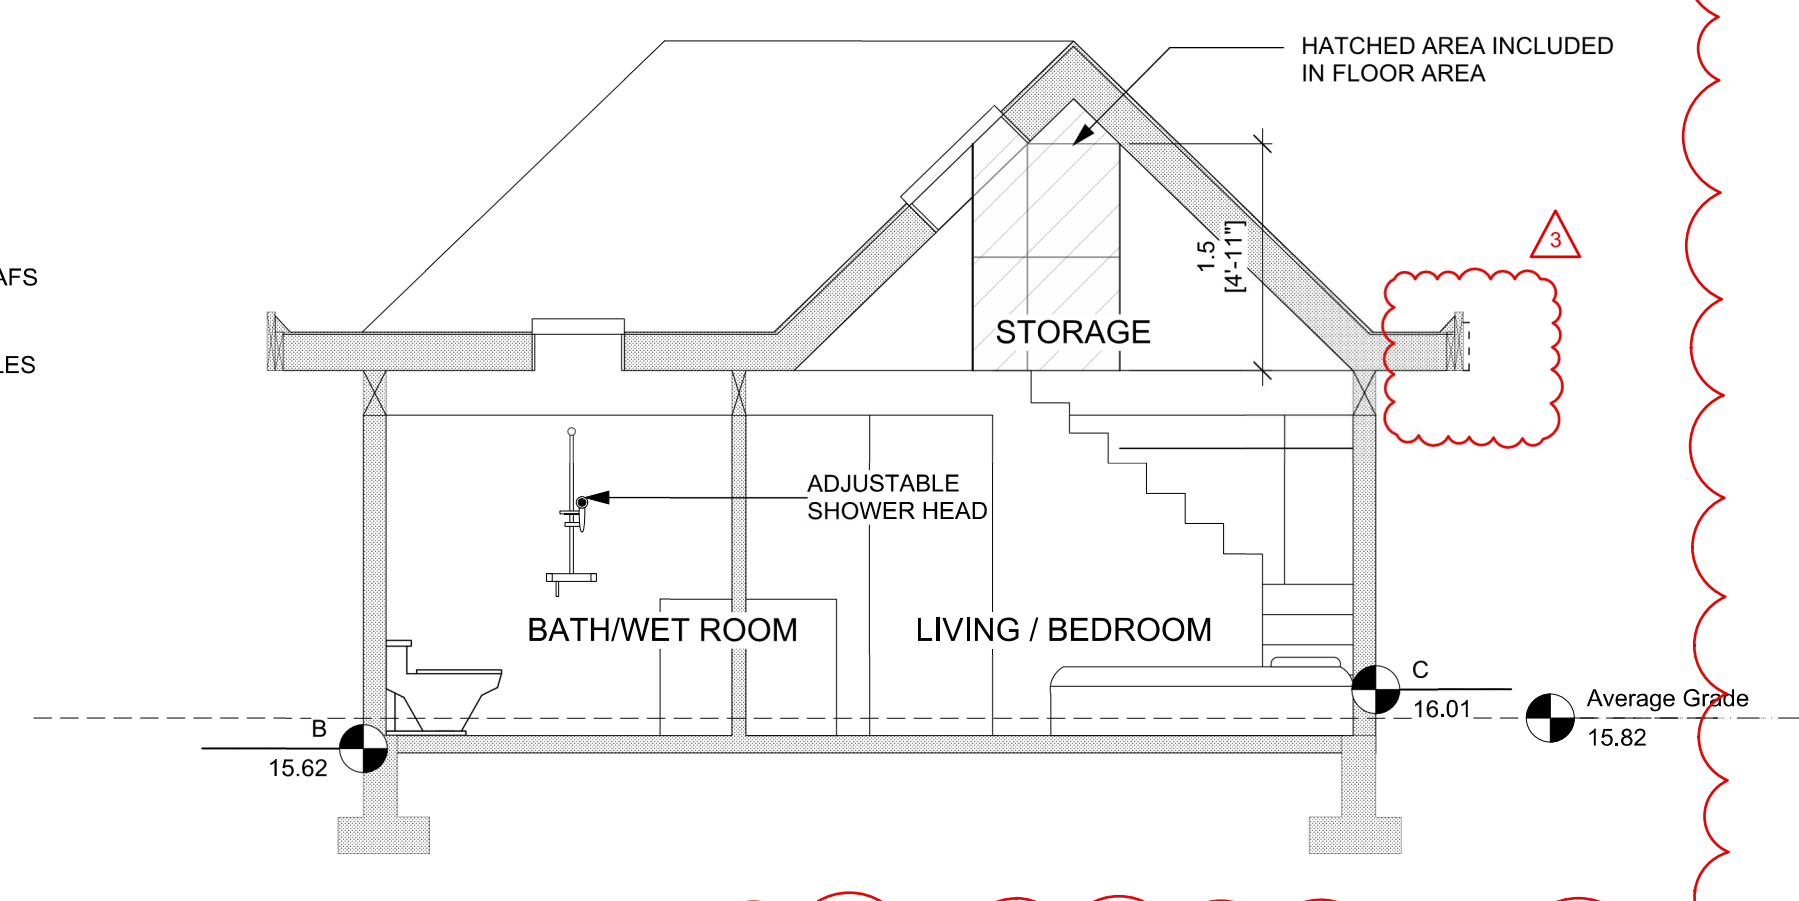 HATCHED AREA INCLUDED
IN FLOOR AREA
3
AFS
1.5
[4'-11"]
STORAGE
LES
ADJUSTABLE
SHOWER HEAD
BATH/WET ROOM
LIVING / BEDROOM
C
16.01
Average Grade
15.82
B
15.62